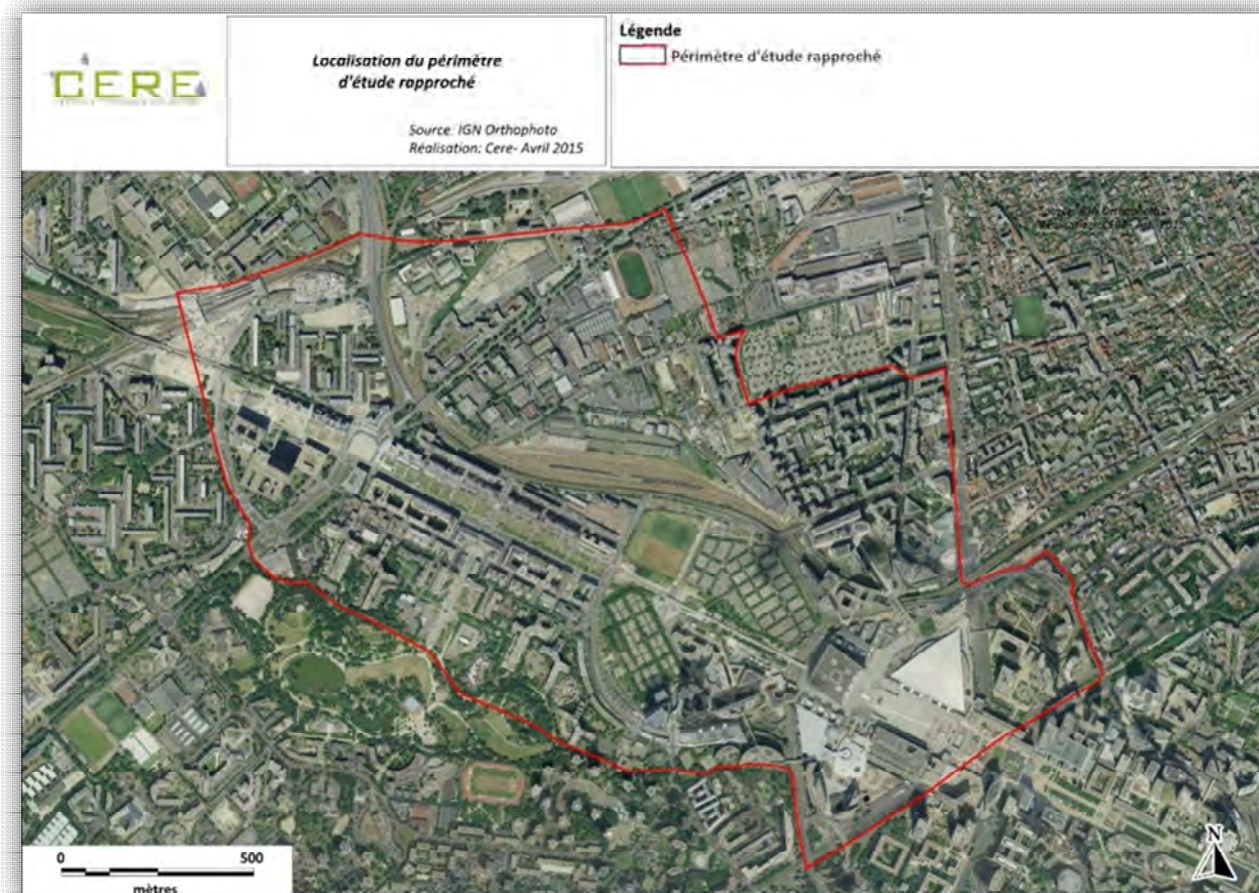 CERE
Localisation du périmètre
d'étude rapproché
Source: IGN Orthophoto
Réalisation: Cere- Avril 2015
Légende
Périmètre d'étude rapproché
N
0 500
mètres